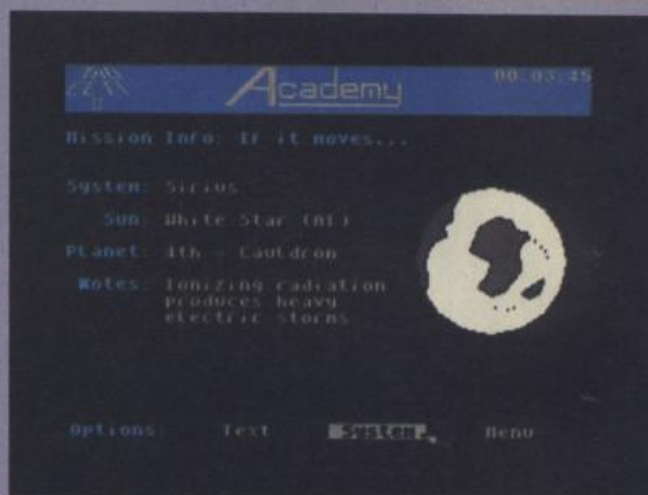 Academy 00:03:45
Mission Info: If it moves...
System: Sirius
Sun: White Star (A1)
Planet: 4th - Cauldron
Notes: Ionizing radiation
produces heavy
electric storms
Options: Text System Menu